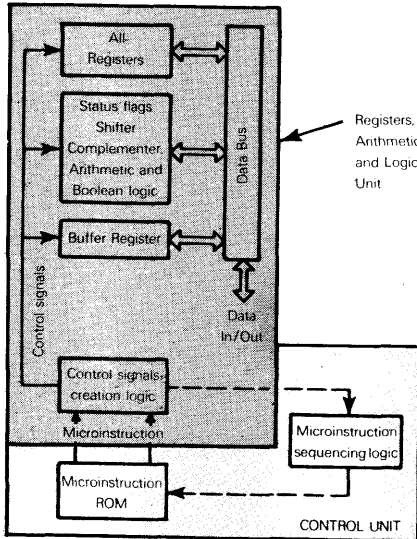 All
Registers
Status flags
Shifter
Complementer,
Arithmetic and
Boolean logic
Buffer Register
Data Bus
Data
In/Out
Registers,
Arithmetic
and Logic
Unit
Control signals
Control signals,
creation logic
Microinstruction
Microinstruction
ROM
Microinstruction
sequencing logic
CONTROL UNIT